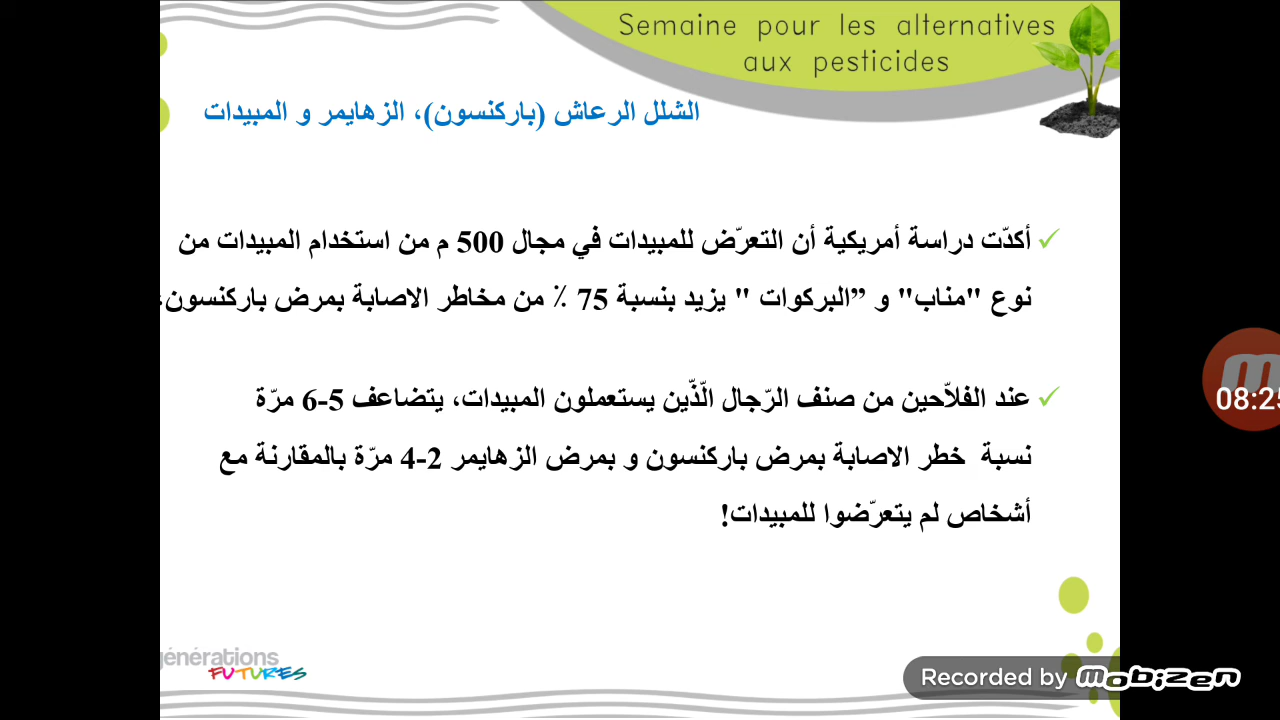 Semaine pour les alternatives
aux pesticides
الشلل الرعاش (باركنسون)، الزهايمر و المبيدات
أكدّت دراسة أمريكية أن التعرّض للمبيدات في مجال 500 م من استخدام المبيدات من
نوع "مناب" و ”البركوات " يزيد بنسبة 75 ٪ من مخاطر الاصابة بمرض باركنسون،
عند الفلاّحين من صنف الرّجال الّذّين يستعملون المبيدات، يتضاعف 5-6 مرّة
نسبة خطر الاصابة بمرض باركنسون و بمرض الزهايمر 2-4 مرّة بالمقارنة مع
أشخاص لم يتعرّضوا للمبيدات!
générations
FUTURES
08:25
Recorded by mobizen